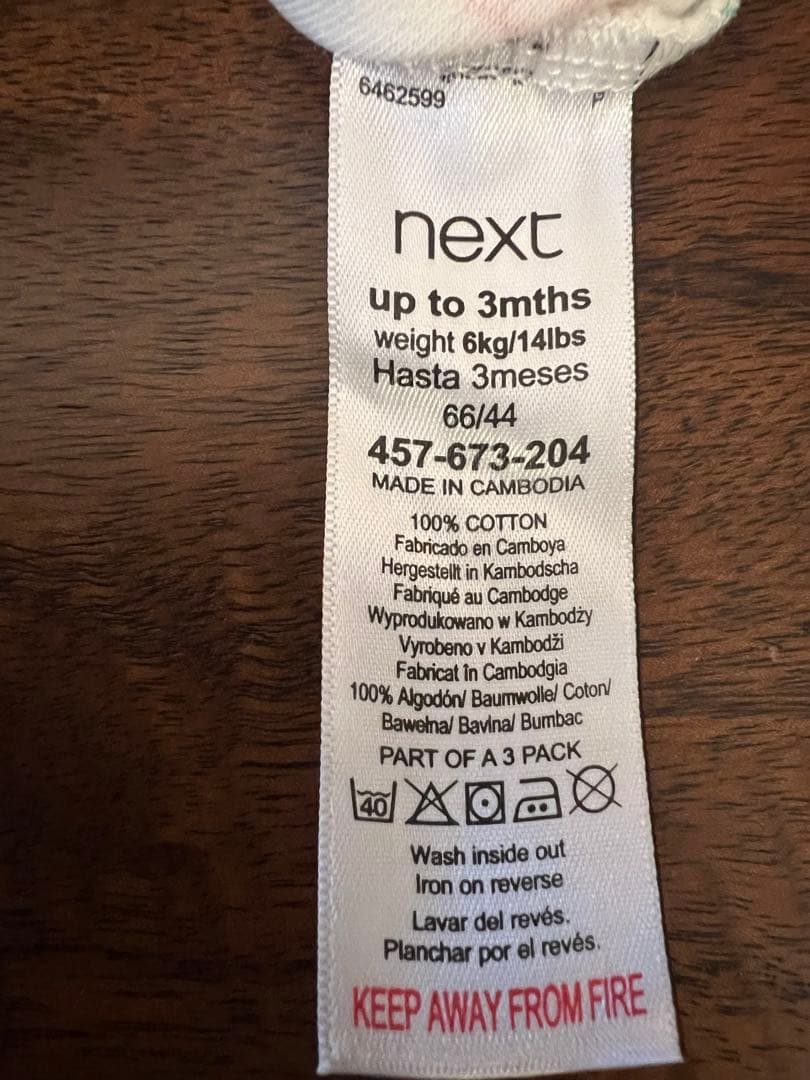 6462599
P
next
up to 3mths
weight 6kg/14lbs
Hasta 3meses
66/44
457-673-204
MADE IN CAMBODIA
100% COTTON
Fabricado en Camboya
Hergestellt in Kambodscha
Fabriqué au Cambodge
Wyprodukowano w Kambodży
Vyrobeno v Kambodži
Fabricat în Cambodgia
100% Algodón/ Baumwolle/ Coton/
Bawełna/ Bavlna/ Bumbac
PART OF A 3 PACK
40
Wash inside out
Iron on reverse
Lavar del revés.
Planchar por el revés.
KEEP AWAY FROM FIRE